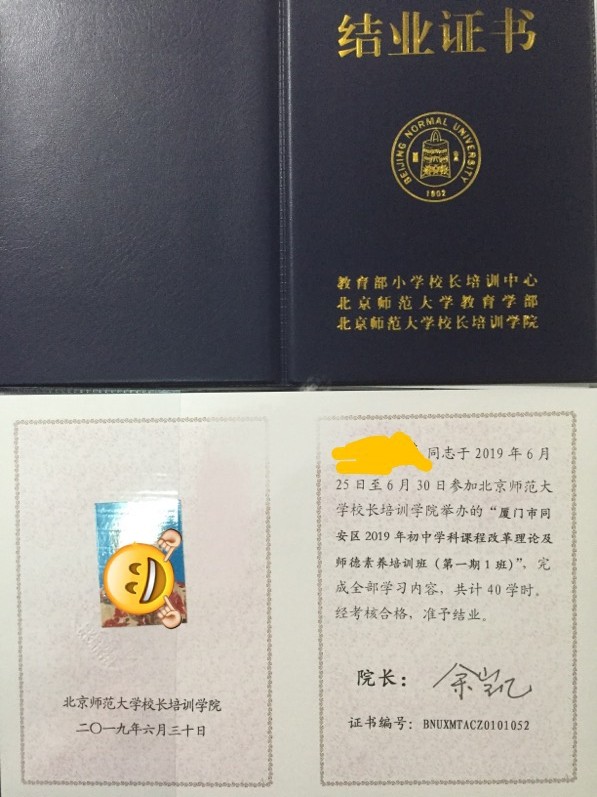 结业证书
BEIJING NORMAL UNIVERSITY
1902
教育部小学校长培训中心
北京师范大学教育学部
北京师范大学校长培训学院
同志于 2019 年 6 月
25 日至 6 月 30 日参加北京师范大
学校长培训学院举办的“厦门市同
安区 2019 年初中学科课程改革理论及
师德素养培训班（第一期 1 班）”，完
成全部学习内容，共计 40 学时。
经考核合格，准予结业。
院长：
证书编号：BNUXMTACZ0101052
北京师范大学校长培训学院
二〇一九年六月三十日